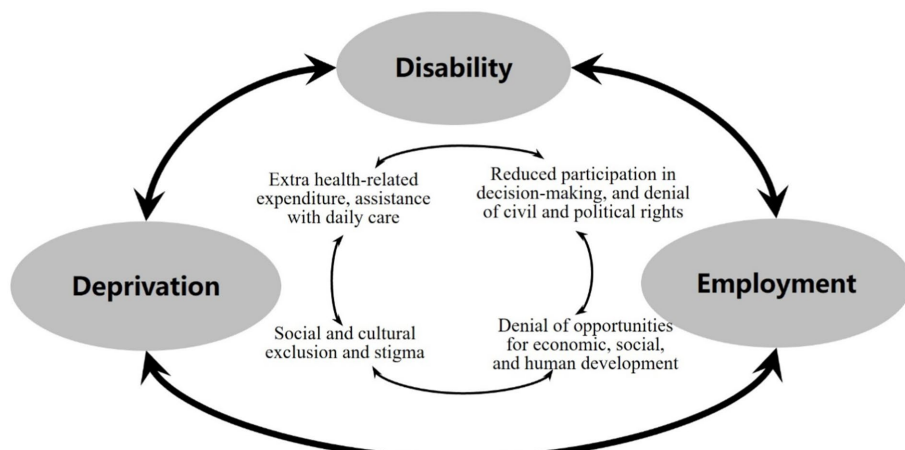 Disability
Extra health-related
expenditure, assistance
with daily care
Reduced participation in
decision-making, and denial
of civil and political rights
Deprivation
Employment
Social and cultural
exclusion and stigma
Denial of opportunities
for economic, social,
and human development